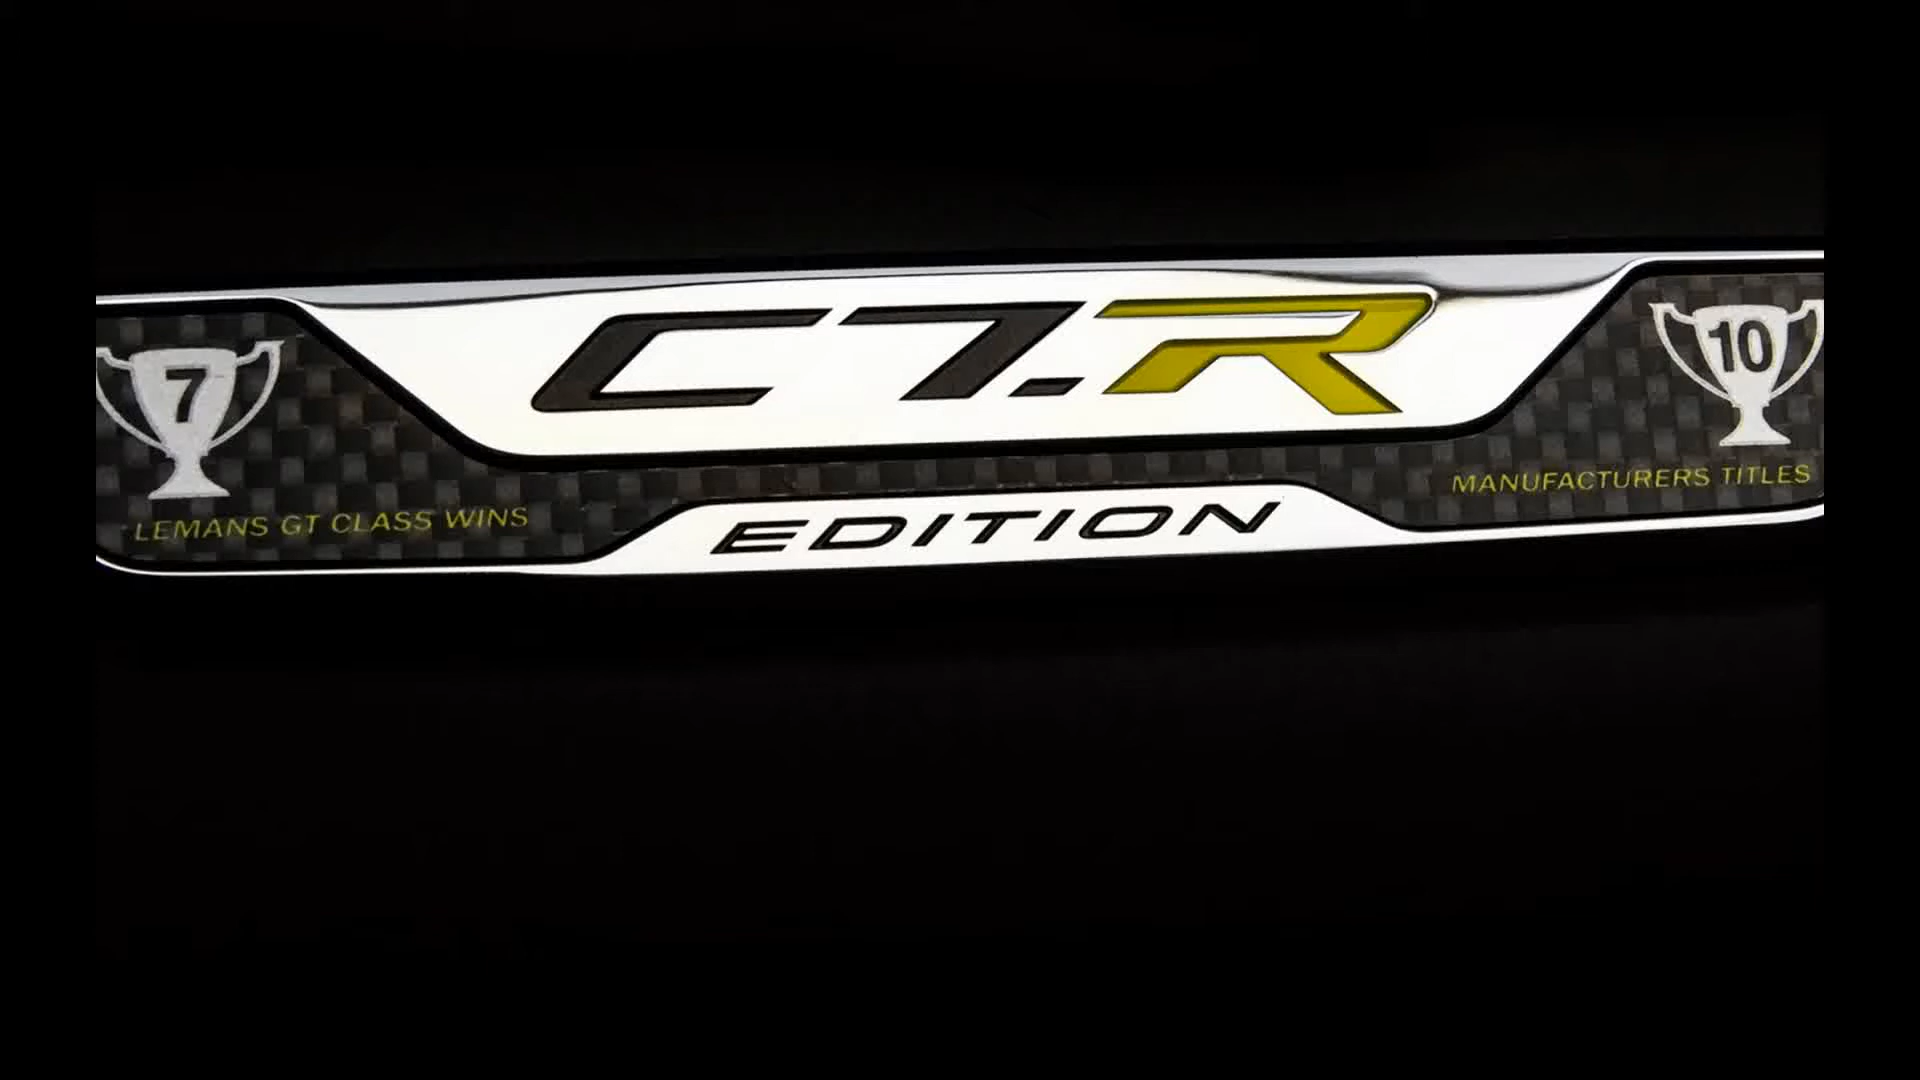 C7.R
7
10
LEMANS GT CLASS WINS
MANUFACTURERS TITLES
EDITION